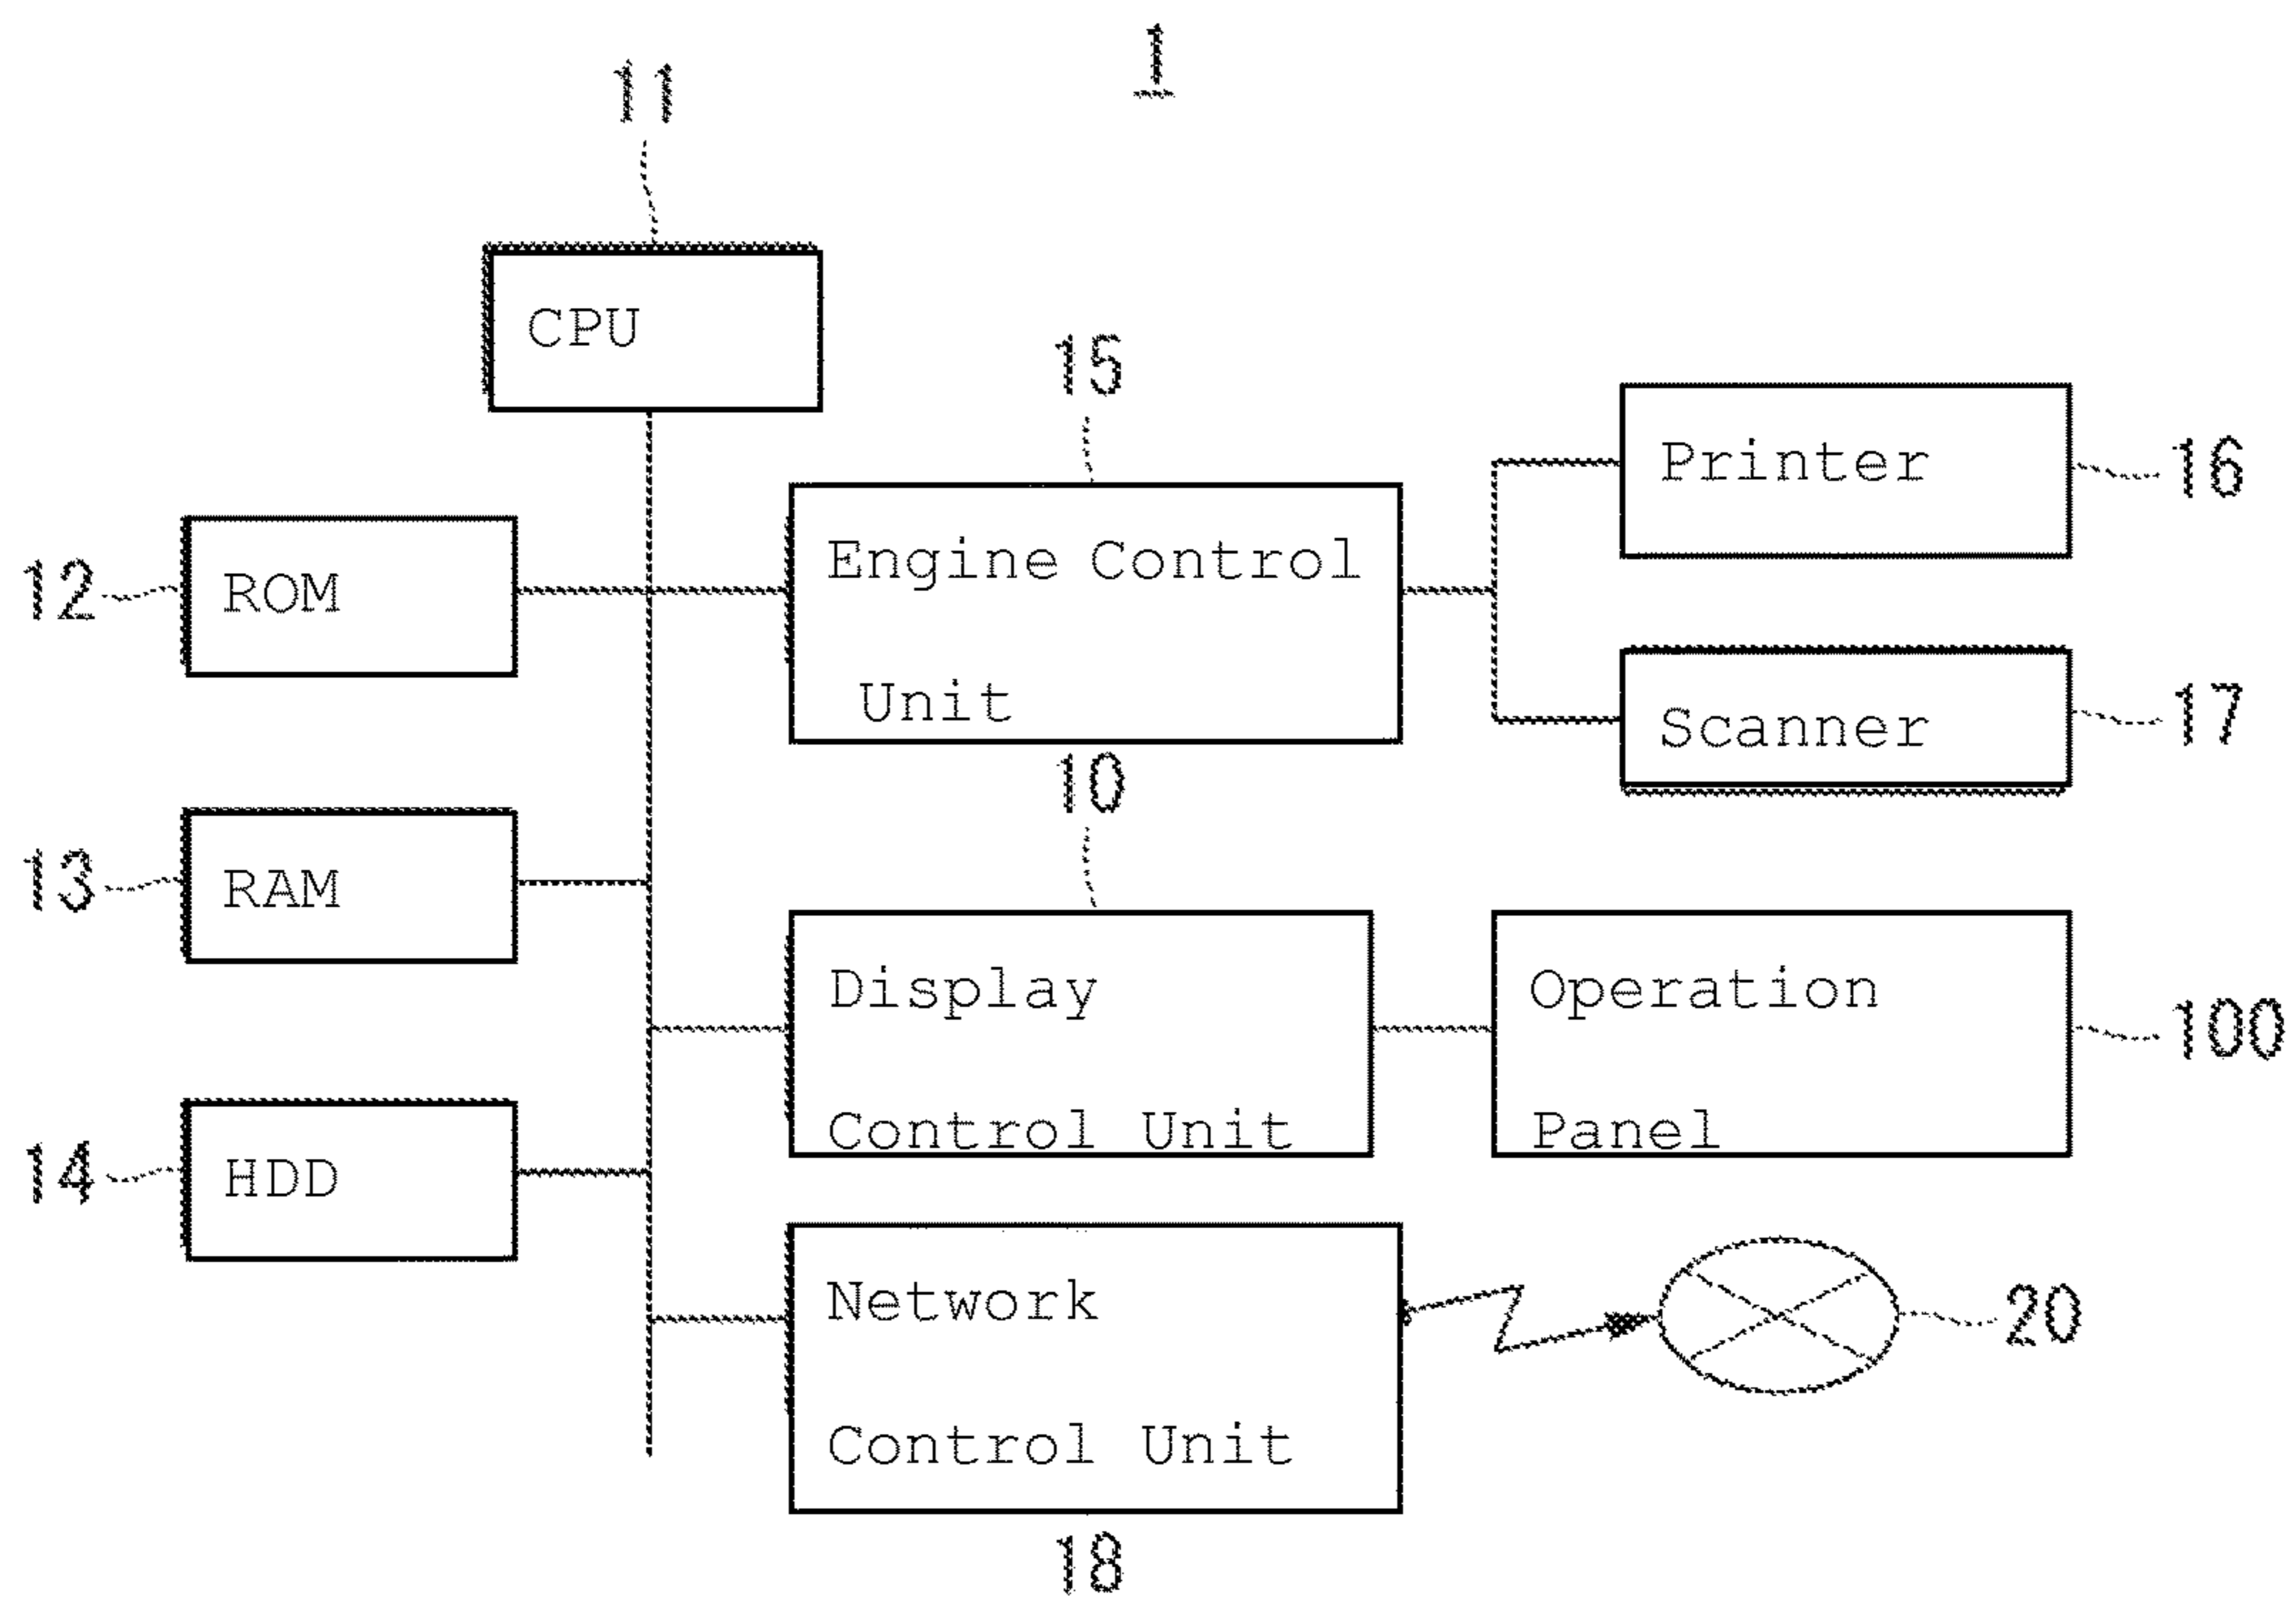 1
11
CPU
15
Printer
16
12
ROM
Engine Control
Unit
Scanner
17
10
13
RAM
Display
Control Unit
Operation
Panel
100
14
HDD
Network
Control Unit
20
18